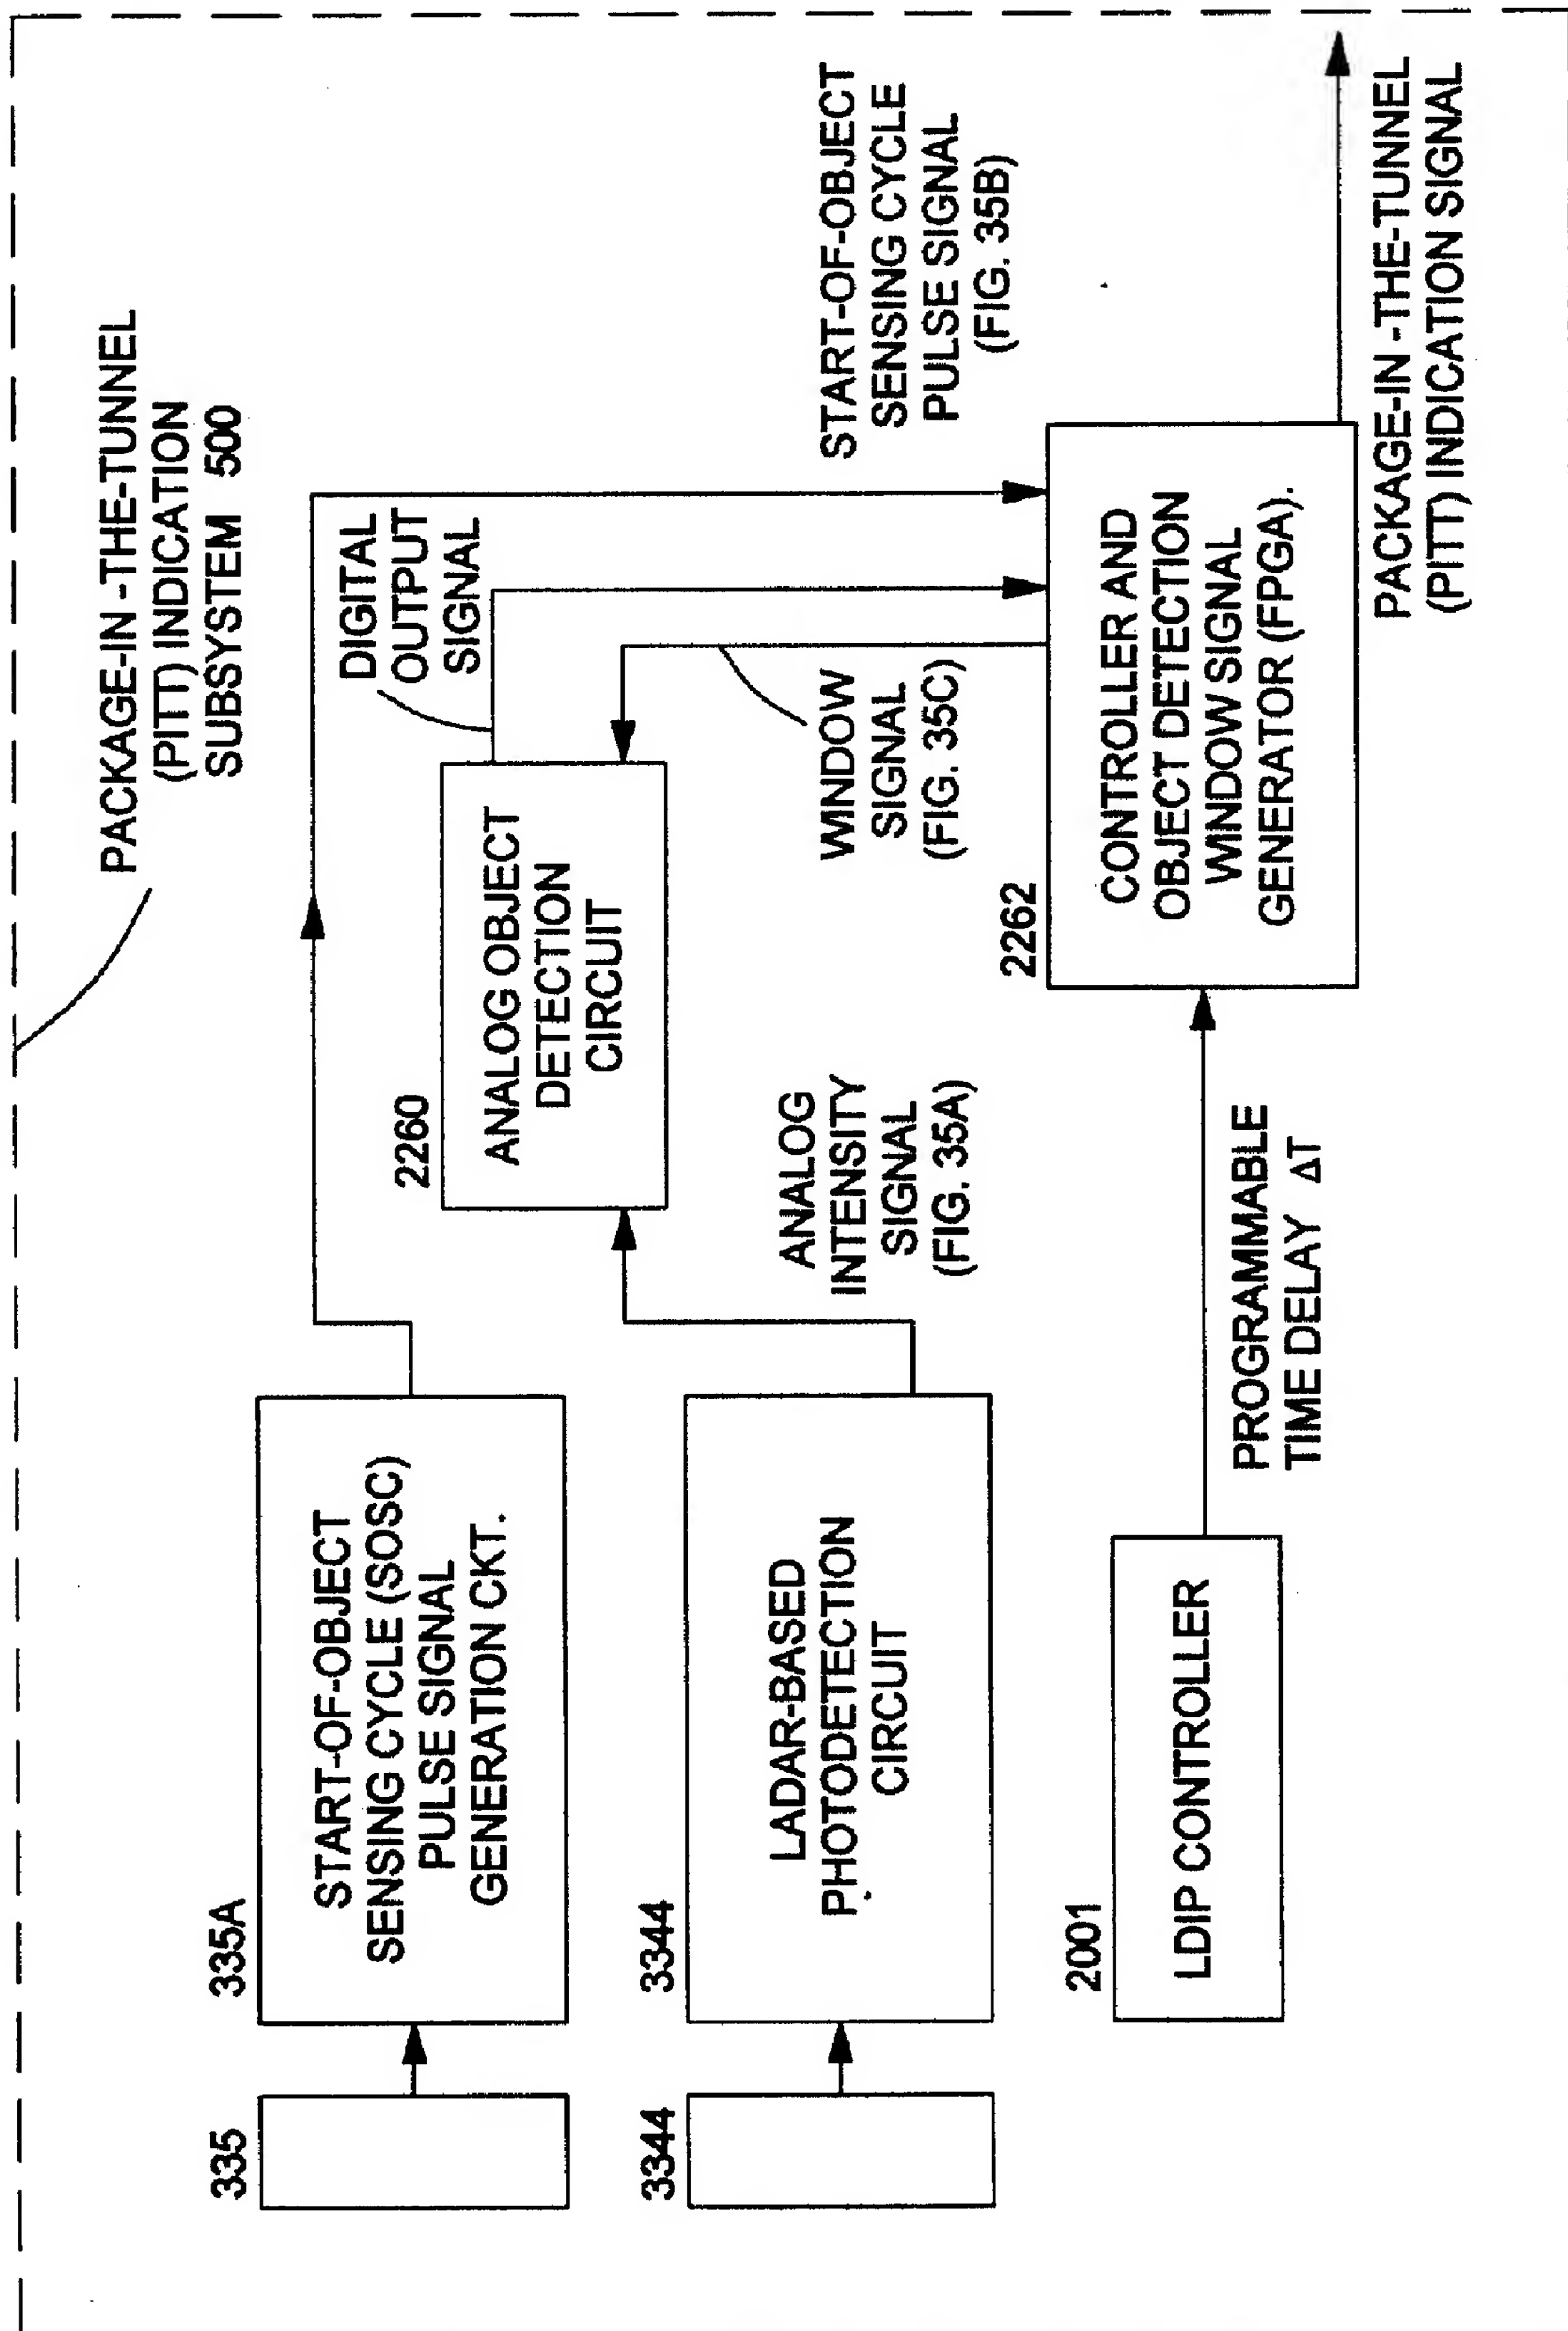 PACKAGE-IN -THE-TUNNEL
(PITT) INDICATION
SUBSYSTEM 500
335
335A
START-OF-OBJECT
SENSING CYCLE (SOSC)
PULSE SIGNAL
GENERATION CKT.
3344
3344
LADAR-BASED
PHOTODETECTION
CIRCUIT
2001
LDIP CONTROLLER
2260
ANALOG OBJECT
DETECTION
CIRCUIT
DIGITAL
OUTPUT
SIGNAL
ANALOG
INTENSITY
SIGNAL
(FIG. 35A)
WINDOW
SIGNAL
(FIG. 35C)
START-OF-OBJECT
SENSING CYCLE
PULSE SIGNAL
(FIG. 35B)
PROGRAMMABLE
TIME DELAY ΔT
2262
CONTROLLER AND
OBJECT DETECTION
WINDOW SIGNAL
GENERATOR (FPGA).
PACKAGE-IN -THE-TUNNEL
(PITT) INDICATION SIGNAL